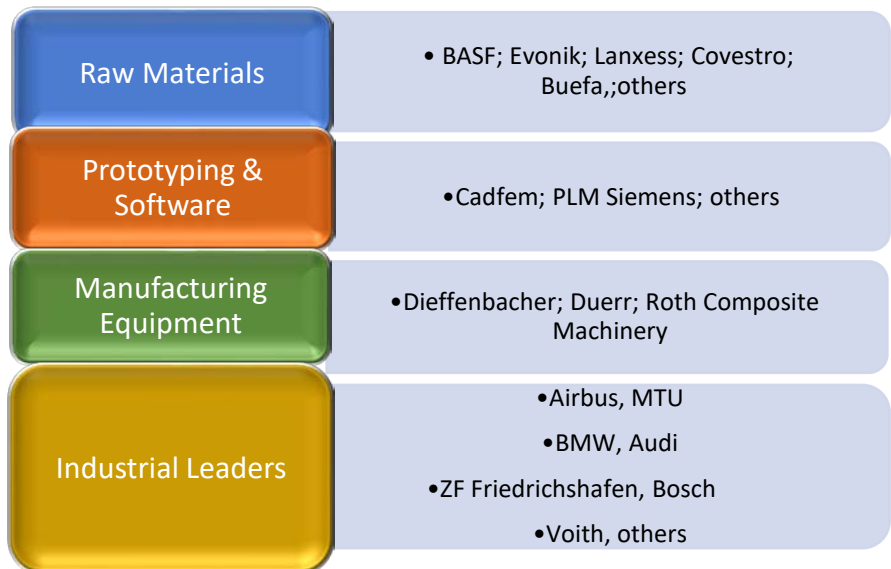 Raw Materials
• BASF; Evonik; Lanxess; Covestro;
Buefa,;others
Prototyping &
Software
•Cadfem; PLM Siemens; others
Manufacturing
Equipment
•Dieffenbacher; Duerr; Roth Composite
Machinery
Industrial Leaders
•Airbus, MTU
•BMW, Audi
•ZF Friedrichshafen, Bosch
•Voith, others